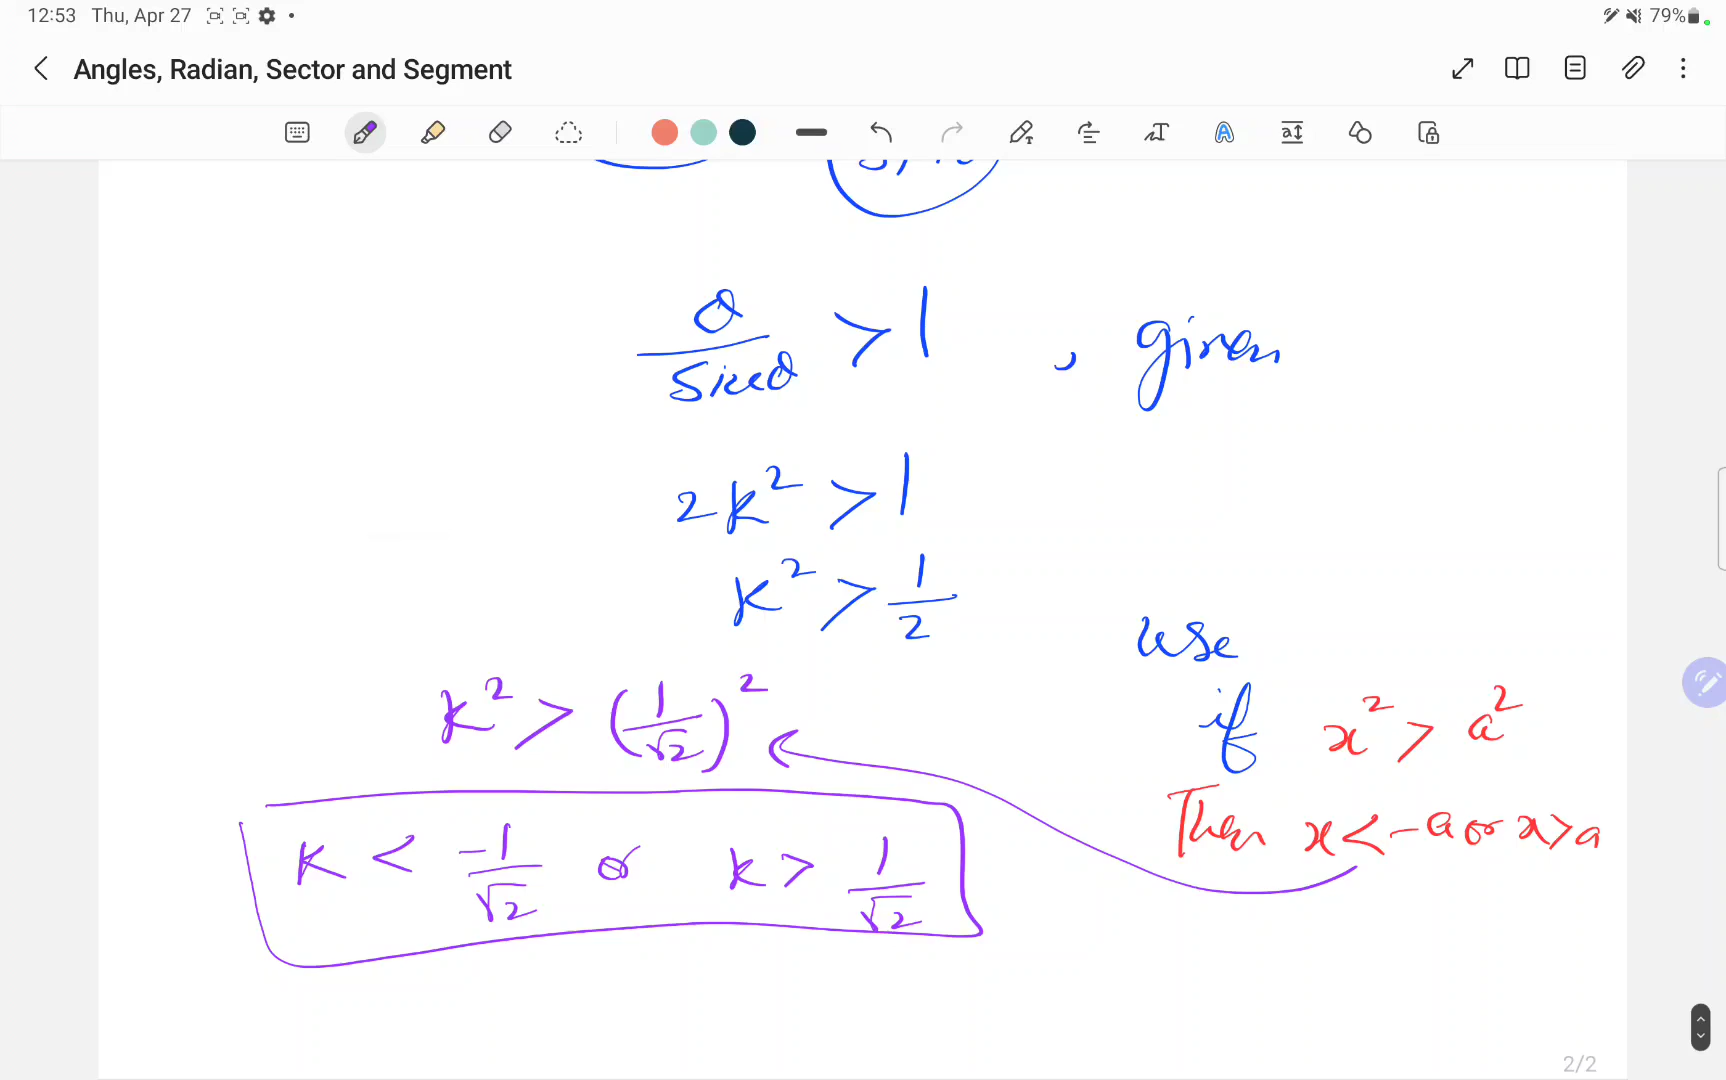 12:53 Thu, Apr 27 79%
Angles, Radian, Sector and Segment
θ/sinθ > 1 , given
2k² > 1
k² > 1/2
use
k² > (1/√2)²
if x² > a²
Then x < -a or x > a
k < -1/√2 or k > 1/√2
2/2